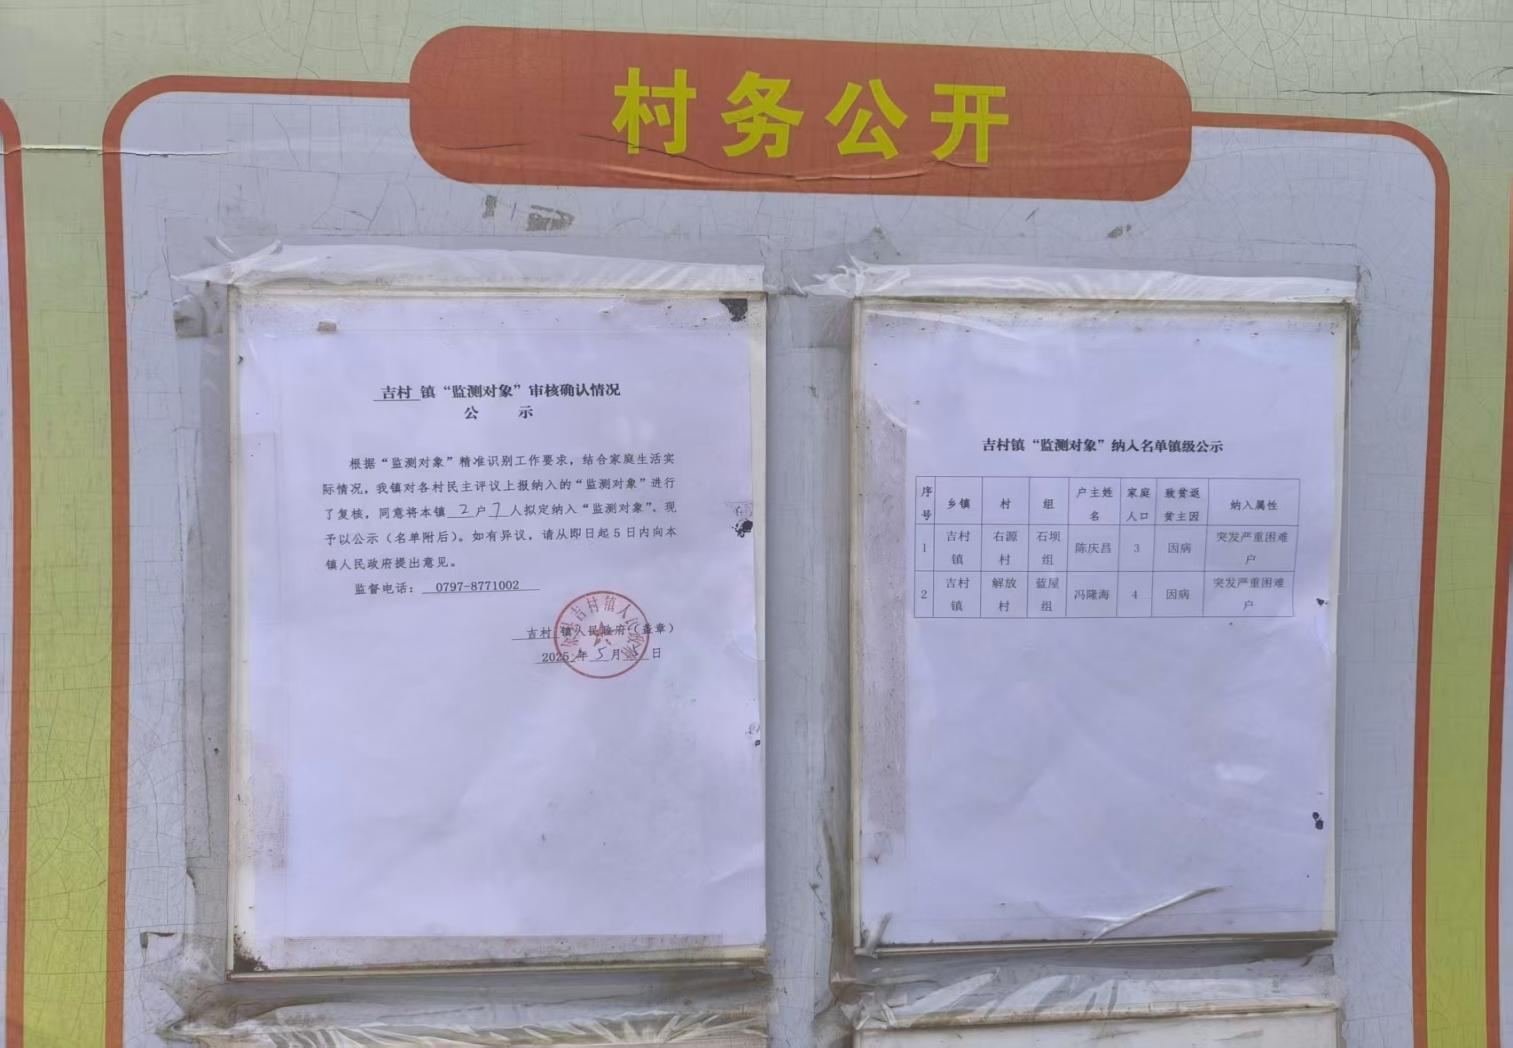 村务公开
吉村 镇“监测对象”审核确认情况
公 示
根据“监测对象”精准识别工作要求，结合家庭生活实
际情况，我镇对各村民主评议上报纳入的“监测对象”进行
了复核，同意将本镇 2 户 7 人拟定纳入“监测对象”，现
予以公示（名单附后）。如有异议，请从即日起5日内向本
镇人民政府提出意见。
监督电话： 0797-8771002
吉村 镇人民政府（盖章）
2025 年 5 月 日
吉村镇“监测对象”纳入名单镇级公示
序号 乡镇 村 组 户主姓名 家庭人口 致贫返贫主因 纳入属性
1 吉村镇 右源村 石坝组 陈庆昌 3 因病 突发严重困难户
2 吉村镇 解放村 蓝屋组 冯隆海 4 因病 突发严重困难户